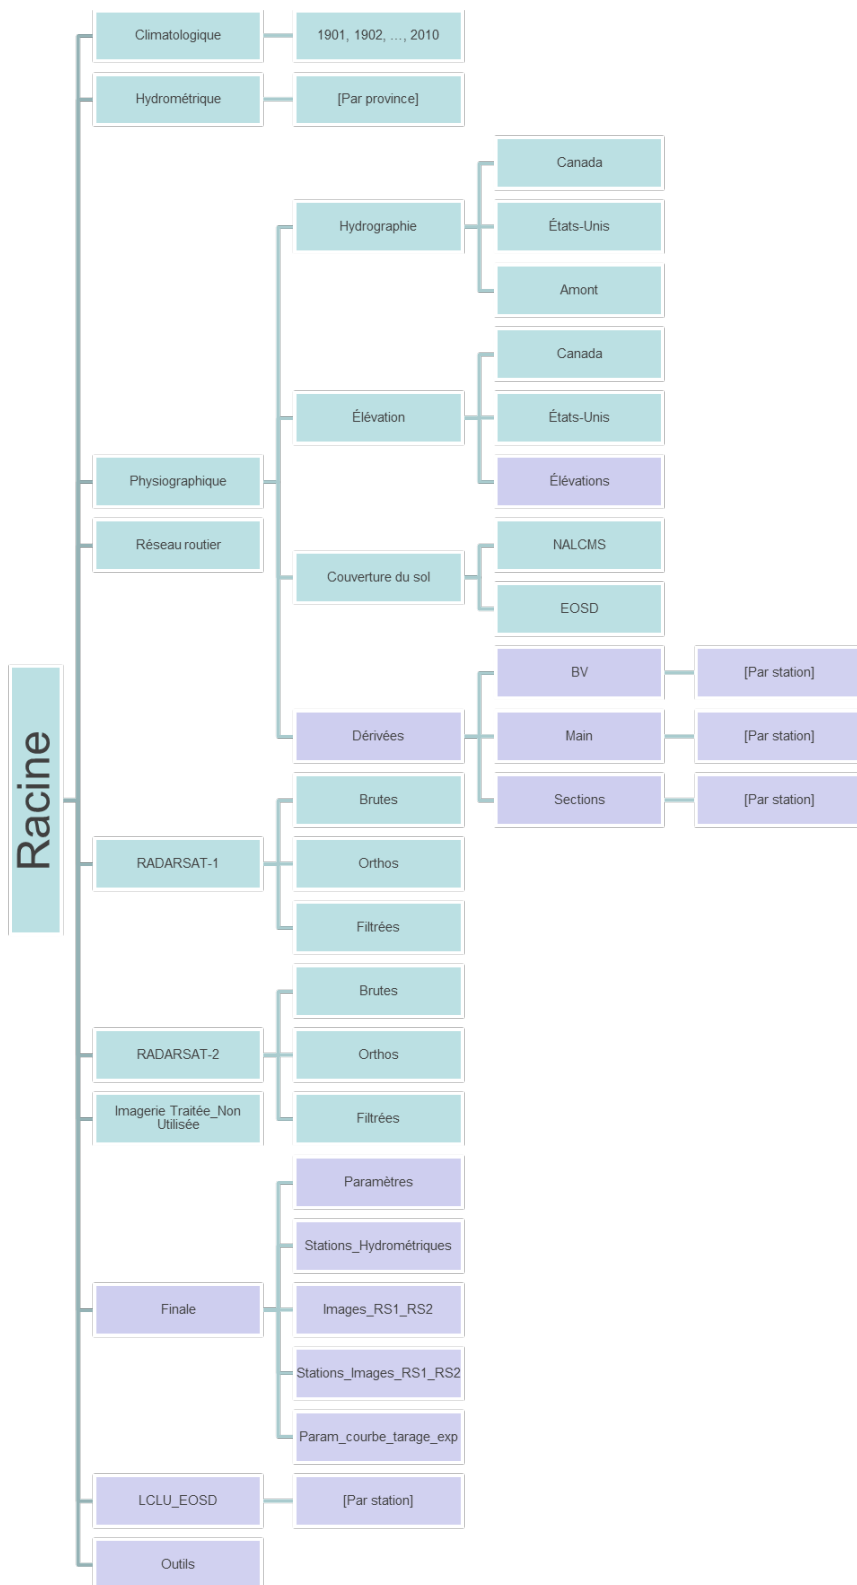 Racine
Climatologique
1901, 1902, ..., 2010
Hydrométrique
[Par province]
Physiographique
Hydrographie
Canada
États-Unis
Amont
Élévation
Canada
États-Unis
Élévations
Couverture du sol
NALCMS
EOSD
Dérivées
BV
[Par station]
Main
[Par station]
Sections
[Par station]
Réseau routier
RADARSAT-1
Brutes
Orthos
Filtrées
RADARSAT-2
Brutes
Orthos
Filtrées
Imagerie Traitée_Non
Utilisée
Finale
Paramètres
Stations_Hydrométriques
Images_RS1_RS2
Stations_Images_RS1_RS2
Param_courbe_tarage_exp
LCLU_EOSD
[Par station]
Outils